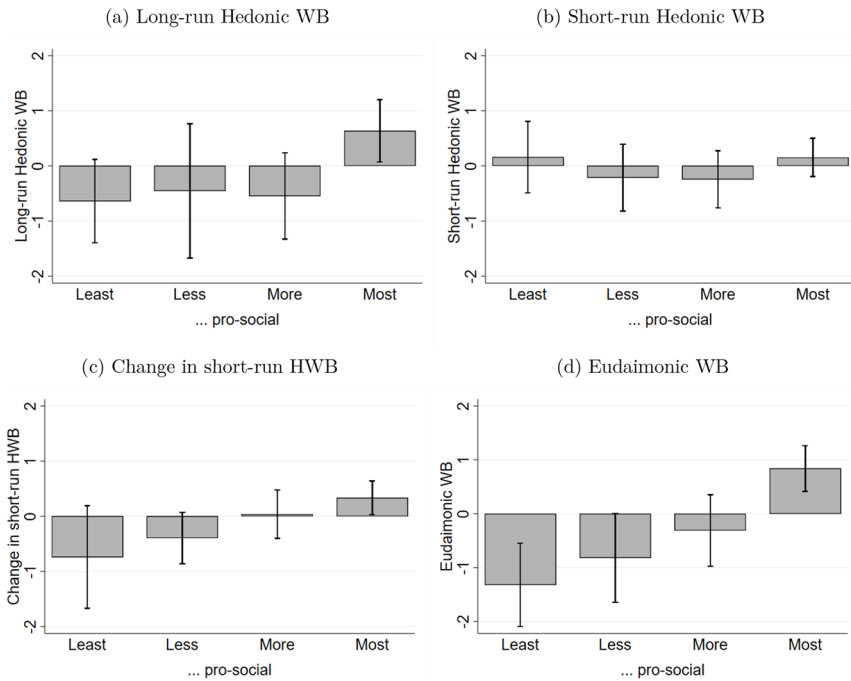 (a) Long-run Hedonic WB
(b) Short-run Hedonic WB
Long-run Hedonic WB
2
1
0
-1
-2
Least Less More Most
... pro-social
Short-run Hedonic WB
2
1
0
-1
-2
Least Less More Most
... pro-social
(c) Change in short-run HWB
(d) Eudaimonic WB
Change in short-run HWB
2
1
0
-1
-2
Least Less More Most
... pro-social
Eudaimonic WB
2
1
0
-1
-2
Least Less More Most
... pro-social